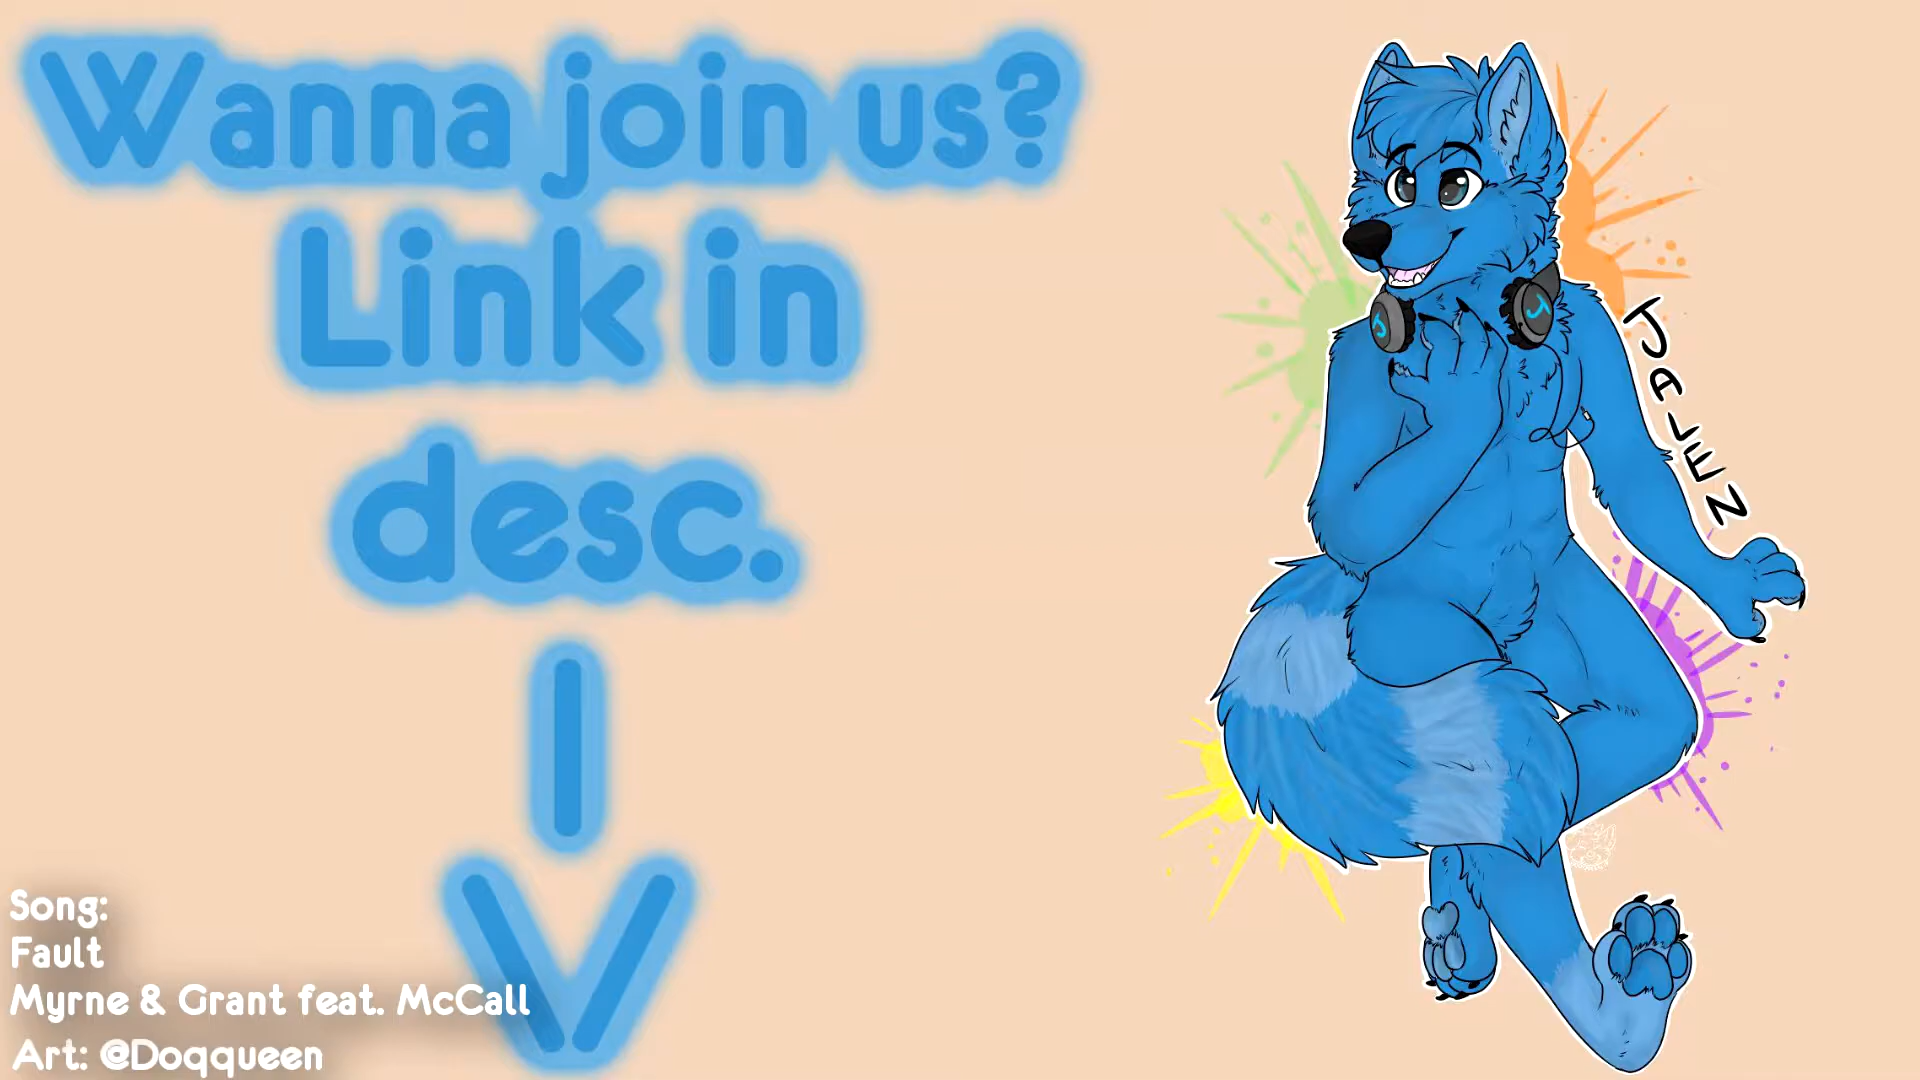 Wanna join us?
Link in
desc.
JALEN
Song:
Fault
Myrne & Grant feat. McCall
Art: @Doqqueen